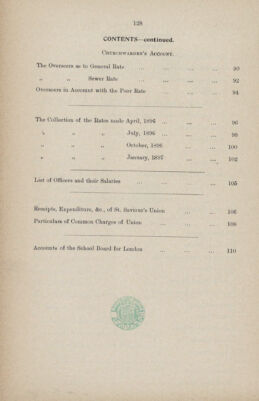 128
CONTENTS—continued.
CHURCHWARDEN'S ACCOUNT.
The Overseers as to General Rate ... ... ... 90
„ „ Sewer Rate ... ... ... ... 92
Overseers in Account with the Poor Rate ... ... 94
The Collection of the Rates made April, 1896 ... ... 96
„ „ „ July, 1896 ... ... ... 98
„ „ „ October, 1896 ... ... 100
„ „ „ January, 1897 ... ... 102
List of Officers and their Salaries ... ... ... ... 105
Receipts, Expenditure, &c., of St. Saviour's Union ... ... 106
Particulars of Common Charges of Union ... ... ... 108
Accounts of the School Board for London ... ... ... 110